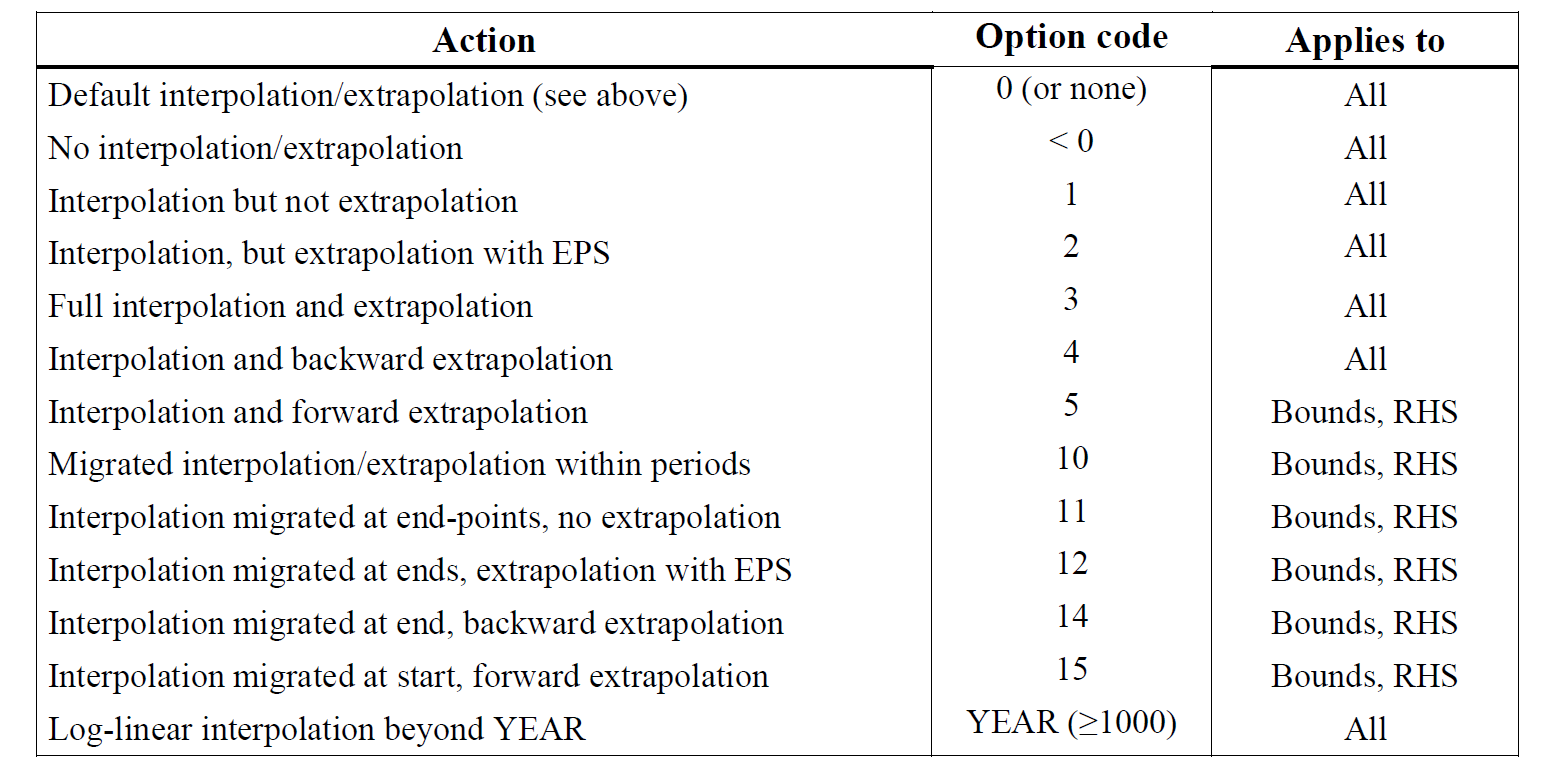 Action Option code Applies to
Default interpolation/extrapolation (see above) 0 (or none) All
No interpolation/extrapolation < 0 All
Interpolation but not extrapolation 1 All
Interpolation, but extrapolation with EPS 2 All
Full interpolation and extrapolation 3 All
Interpolation and backward extrapolation 4 All
Interpolation and forward extrapolation 5 Bounds, RHS
Migrated interpolation/extrapolation within periods 10 Bounds, RHS
Interpolation migrated at end-points, no extrapolation 11 Bounds, RHS
Interpolation migrated at ends, extrapolation with EPS 12 Bounds, RHS
Interpolation migrated at end, backward extrapolation 14 Bounds, RHS
Interpolation migrated at start, forward extrapolation 15 Bounds, RHS
Log-linear interpolation beyond YEAR YEAR (≥1000) All